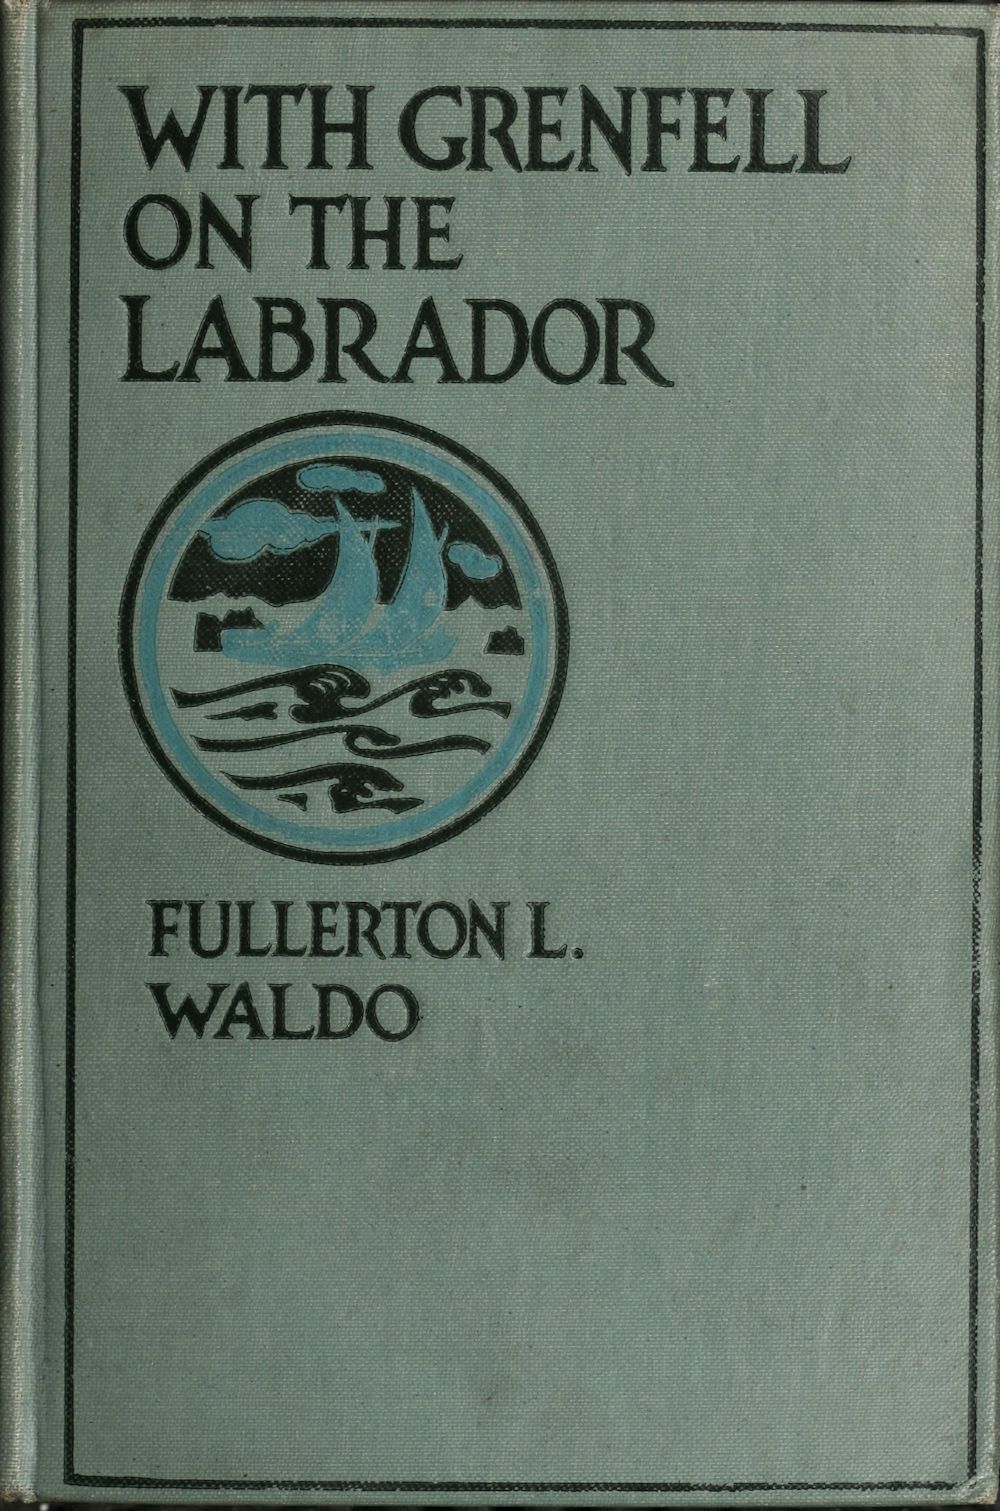 WITH GRENFELL
ON THE
LABRADOR
FULLERTON L.
WALDO